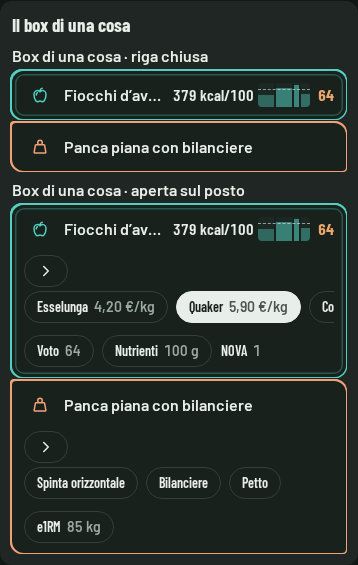 Il box di una cosa
Box di una cosa · riga chiusa
Fiocchi d’av… 379 kcal/100 64
Panca piana con bilanciere
Box di una cosa · aperta sul posto
Fiocchi d’av… 379 kcal/100 64
Esselunga 4,20 €/kg Quaker 5,90 €/kg Co
Voto 64 Nutrienti 100 g NOVA 1
Panca piana con bilanciere
Spinta orizzontale Bilanciere Petto
e1RM 85 kg